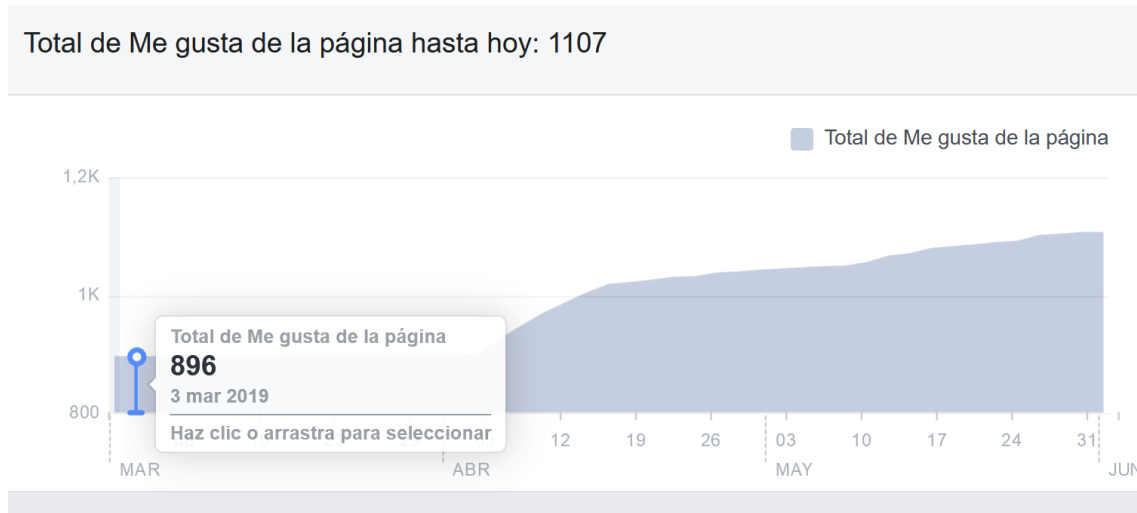 Total de Me gusta de la página hasta hoy: 1107
Total de Me gusta de la página
1,2K
1K
800
Total de Me gusta de la página
896
3 mar 2019
Haz clic o arrastra para seleccionar
12 19 26 03 10 17 24 31
MAR ABR MAY JUN